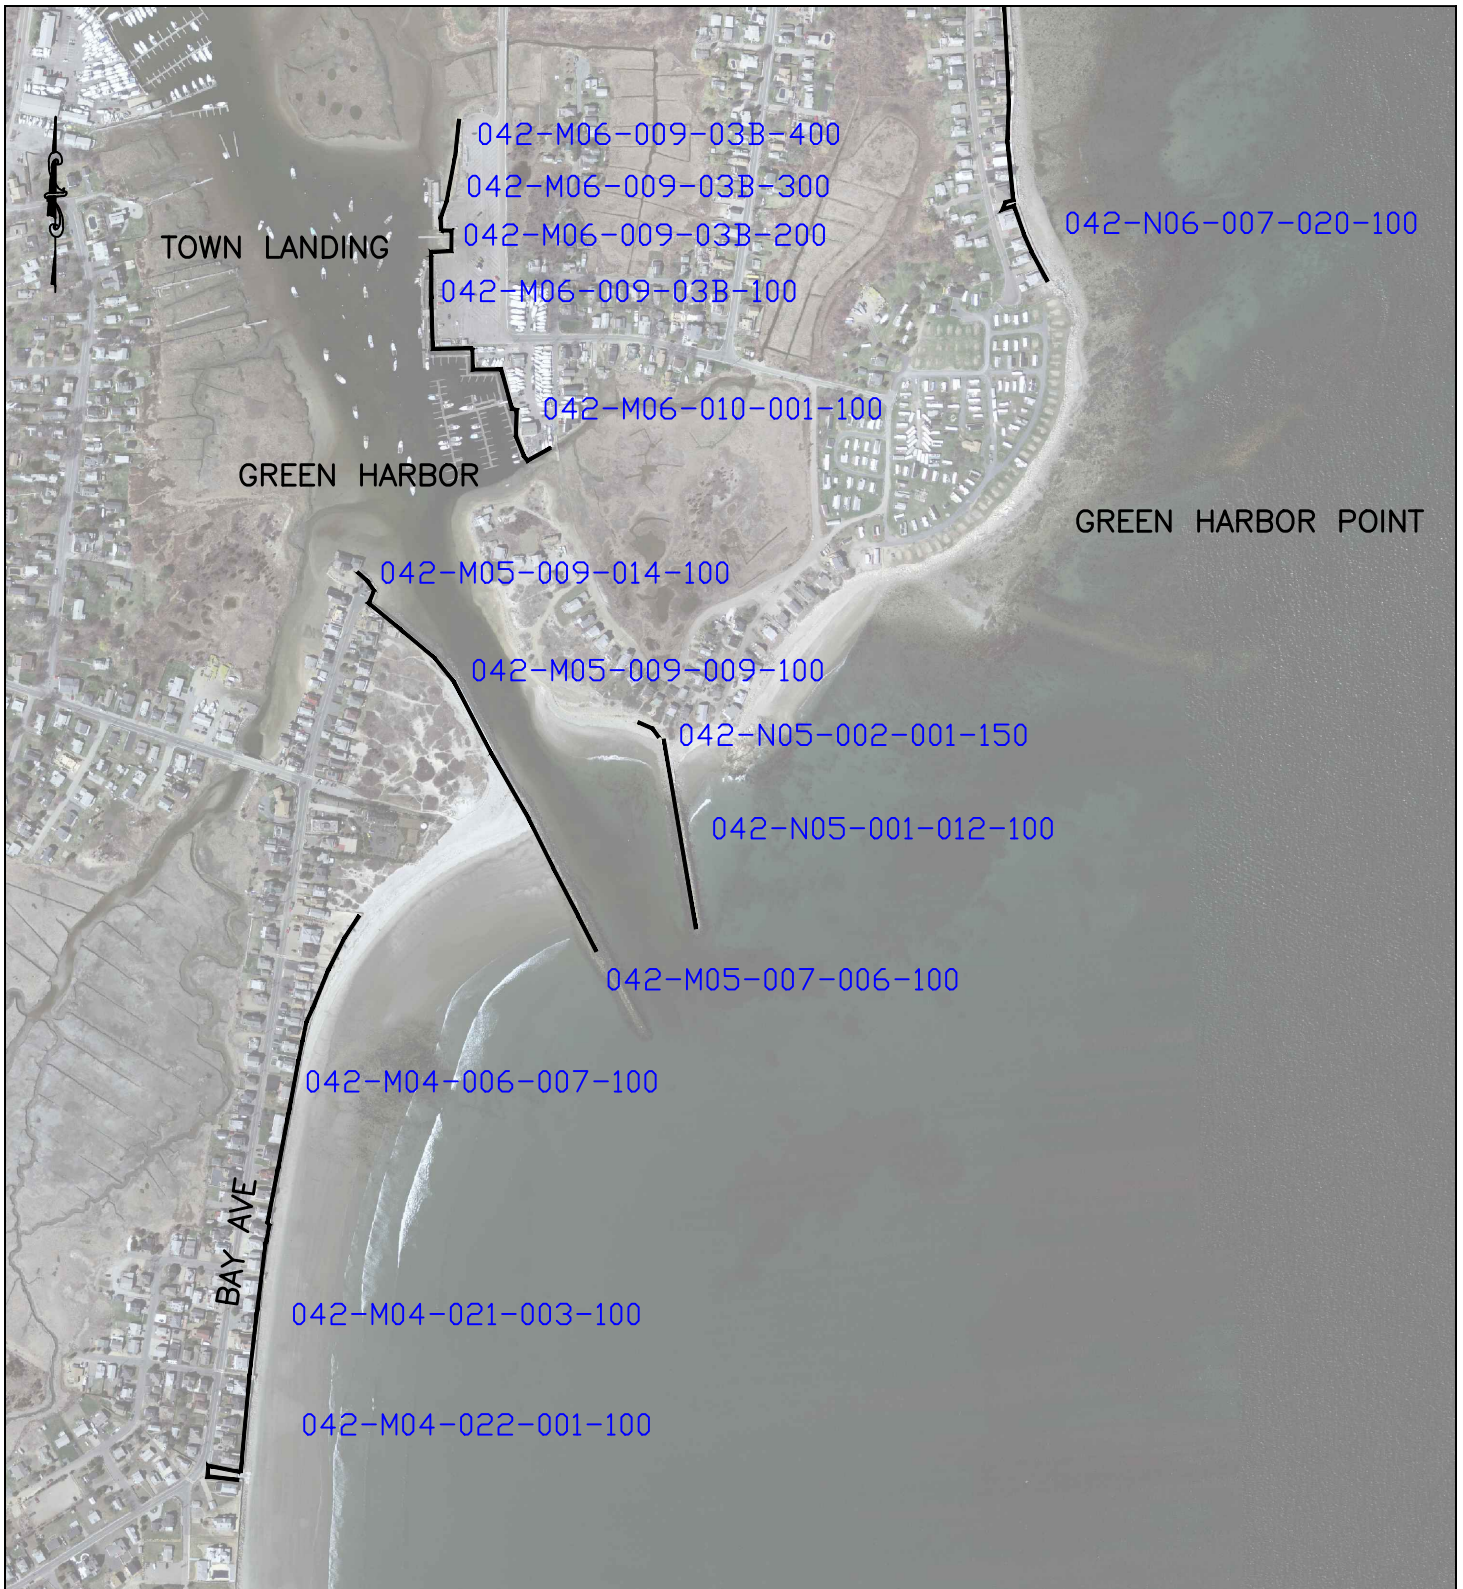 042-M06-009-03B-400
042-M06-009-03B-300
042-N06-007-020-100
042-M06-009-03B-200
TOWN LANDING
042-M06-009-03B-100
042-M06-010-001-100
GREEN HARBOR
GREEN HARBOR POINT
042-M05-009-014-100
042-M05-009-009-100
042-N05-002-001-150
042-N05-001-012-100
042-M05-007-006-100
042-M04-006-007-100
BAY AVE
042-M04-021-003-100
042-M04-022-001-100